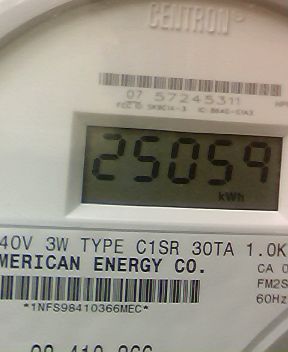 CENTRON®
07 57245311
25059
kWh
40V 3W TYPE C1SR 30TA 1.0K
MERICAN ENERGY CO.
CA 0
FM2S
60Hz
*1NFS98410366MEC*